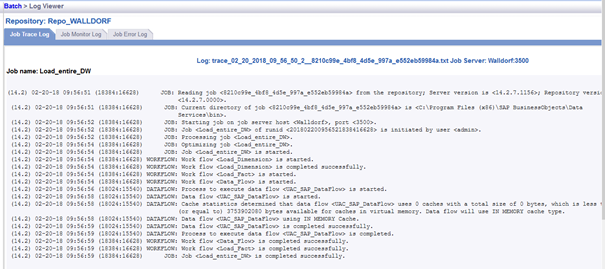 Batch > Log Viewer
Repository: Repo_WALLDORF
Job Trace Log Job Monitor Log Job Error Log
Log: trace_02_20_2018_09_56_50_2__8210c99e_4bf8_4d5e_997a_e552eb59984a.txt Job Server: Walldorf:3500
Job name: Load_entire_DW
(14.2) 02-20-18 09:56:51 (18384:16628) JOB: Reading job <8210c99e_4bf8_4d5e_997a_e552eb59984a> from the repository; Server version is <14.2.7.1156>; Repository version
<14.2.7.0000>.
(14.2) 02-20-18 09:56:51 (18384:16628) JOB: Current directory of job <8210c99e_4bf8_4d5e_997a_e552eb59984a> is <C:\Program Files (x86)\SAP BusinessObjects\Data
Services\bin>.
(14.2) 02-20-18 09:56:52 (18384:16628) JOB: Starting job on job server host <Walldorf>, port <3500>.
(14.2) 02-20-18 09:56:52 (18384:16628) JOB: Job <Load_entire_DW> of runid <201802200956521838416628> is initiated by user <admin>.
(14.2) 02-20-18 09:56:52 (18384:16628) JOB: Processing job <Load_entire_DW>.
(14.2) 02-20-18 09:56:54 (18384:16628) JOB: Optimizing job <Load_entire_DW>.
(14.2) 02-20-18 09:56:54 (18384:16628) JOB: Job <Load_entire_DW> is started.
(14.2) 02-20-18 09:56:54 (18384:16628) WORKFLOW: Work flow <Load_Dimension> is started.
(14.2) 02-20-18 09:56:54 (18384:16628) WORKFLOW: Work flow <Load_Dimension> is completed successfully.
(14.2) 02-20-18 09:56:54 (18384:16628) WORKFLOW: Work flow <Load_Fact> is started.
(14.2) 02-20-18 09:56:54 (18384:16628) WORKFLOW: Work flow <Data_Flow> is started.
(14.2) 02-20-18 09:56:56 (18024:15540) DATAFLOW: Process to execute data flow <UAC_SAP_DataFlow> is started.
(14.2) 02-20-18 09:56:58 (18024:15540) DATAFLOW: Data flow <UAC_SAP_DataFlow> is started.
(14.2) 02-20-18 09:56:58 (18024:15540) DATAFLOW: Cache statistics determined that data flow <UAC_SAP_DataFlow> uses 0 caches with a total size of 0 bytes, which is less
(or equal to) 3753902080 bytes available for caches in virtual memory. Data flow will use IN MEMORY cache type.
(14.2) 02-20-18 09:56:58 (18024:15540) DATAFLOW: Data flow <UAC_SAP_DataFlow> using IN MEMORY Cache.
(14.2) 02-20-18 09:56:58 (18024:15540) DATAFLOW: Data flow <UAC_SAP_DataFlow> is completed successfully.
(14.2) 02-20-18 09:56:59 (18024:15540) DATAFLOW: Process to execute data flow <UAC_SAP_DataFlow> is completed.
(14.2) 02-20-18 09:56:59 (18384:16628) WORKFLOW: Work flow <Data_Flow> is completed successfully.
(14.2) 02-20-18 09:56:59 (18384:16628) WORKFLOW: Work flow <Load_Fact> is completed successfully.
(14.2) 02-20-18 09:56:59 (18384:16628) JOB: Job <Load_entire_DW> is completed successfully.